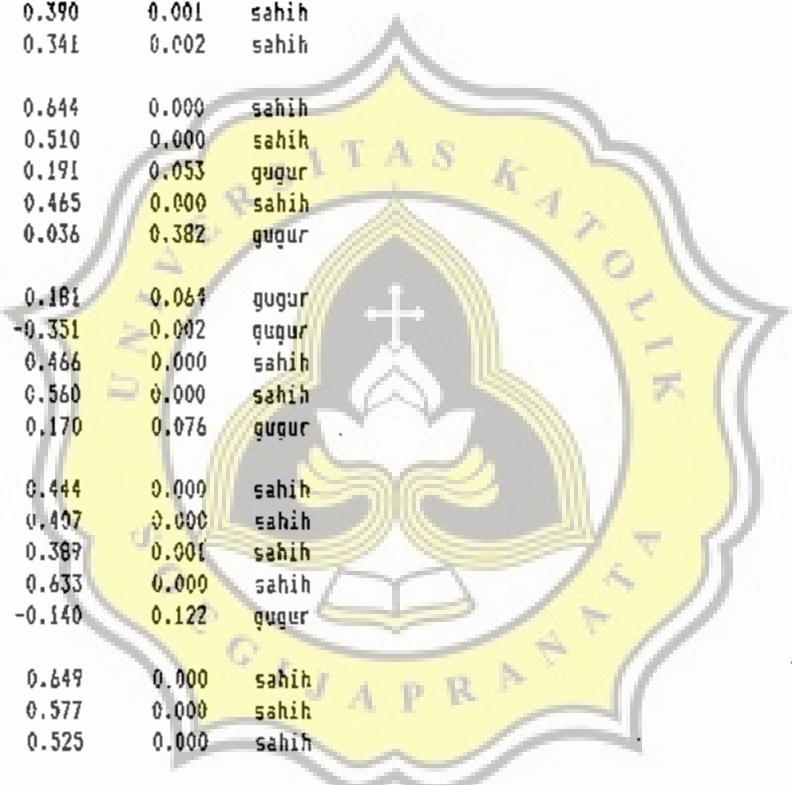 0.390 0.001 sahih
0.341 0.002 sahih
0.644 0.000 sahih
0.510 0.000 sahih
0.191 0.053 gugur
0.465 0.000 sahih
0.036 0.382 gugur
0.181 0.064 gugur
-0.351 0.002 gugur
0.466 0.000 sahih
0.560 0.000 sahih
0.170 0.076 gugur
0.444 0.000 sahih
0.407 0.000 sahih
0.389 0.001 sahih
0.633 0.000 sahih
-0.140 0.122 gugur
0.649 0.000 sahih
0.577 0.000 sahih
0.525 0.000 sahih
UNIVERSITAS KATOLIK
SOEGIJAPRANATA